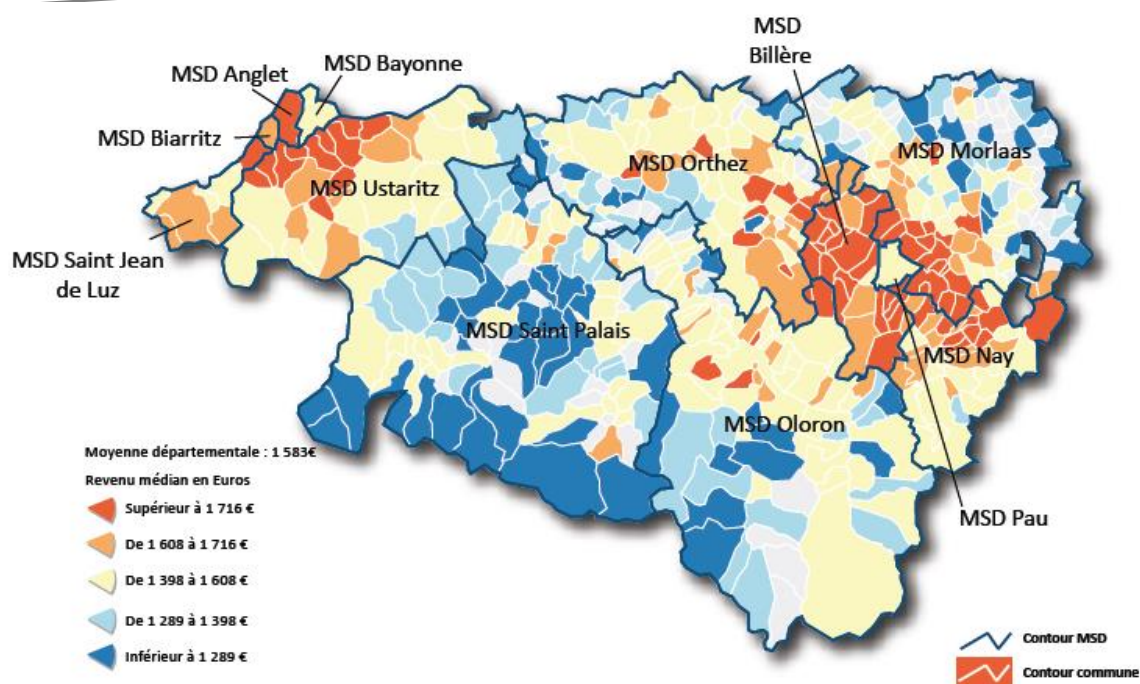 MSD
Billère
MSD Bayonne
MSD Anglet
MSD Biarritz
MSD Orthez
MSD Morlaas
MSD Ustaritz
MSD Saint Jean
de Luz
MSD Saint Palais
MSD Nay
MSD Oloron
MSD Pau
Moyenne départementale : 1 583€
Revenu médian en Euros
Supérieur à 1 716 €
De 1 608 à 1 716 €
De 1 398 à 1 608 €
De 1 289 à 1 398 €
Inférieur à 1 289 €
Contour MSD
Contour commune